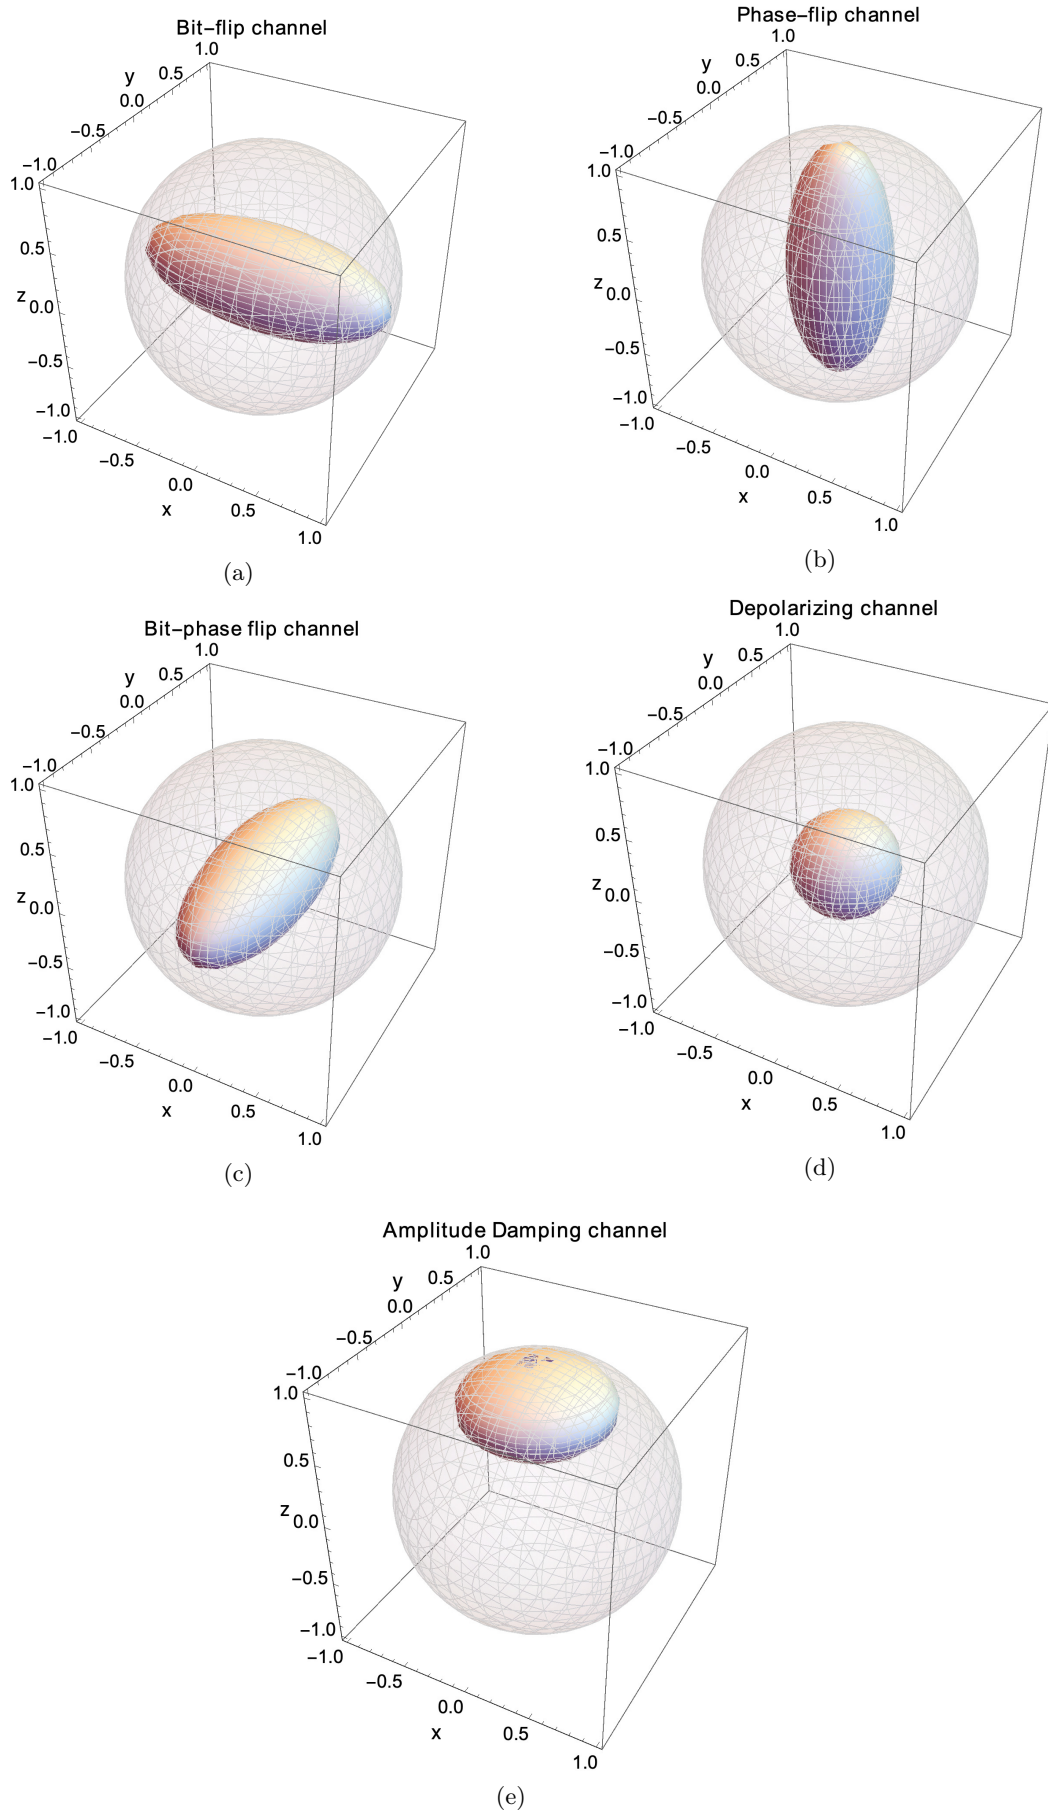 Bit−flip channel
1.0
y 0.5
0.0
−0.5
−1.0
1.0
0.5
z 0.0
−0.5
−1.0
−1.0
−0.5
0.0
x 0.5
1.0
(a)
Phase−flip channel
1.0
y 0.5
0.0
−0.5
−1.0
1.0
0.5
z 0.0
−0.5
−1.0
−1.0
−0.5
0.0
x 0.5
1.0
(b)
Bit−phase flip channel
1.0
y 0.5
0.0
−0.5
−1.0
1.0
0.5
z 0.0
−0.5
−1.0
−1.0
−0.5
0.0
x 0.5
1.0
(c)
Depolarizing channel
1.0
y 0.5
0.0
−0.5
−1.0
1.0
0.5
z 0.0
−0.5
−1.0
−1.0
−0.5
0.0
x 0.5
1.0
(d)
Amplitude Damping channel
1.0
y 0.5
0.0
−0.5
−1.0
1.0
0.5
z 0.0
−0.5
−1.0
−1.0
−0.5
0.0
x 0.5
1.0
(e)